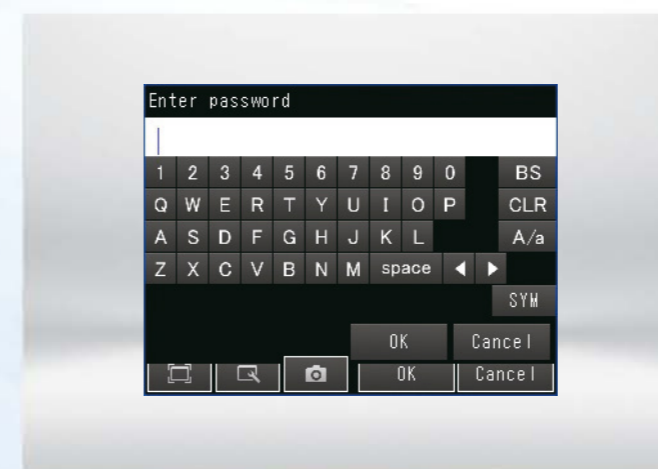 Enter password
1 2 3 4 5 6 7 8 9 0 BS
Q W E R T Y U I O P CLR
A S D F G H J K L A/a
Z X C V B N M space ◀ ▶
SYM
OK Cancel
OK Cancel